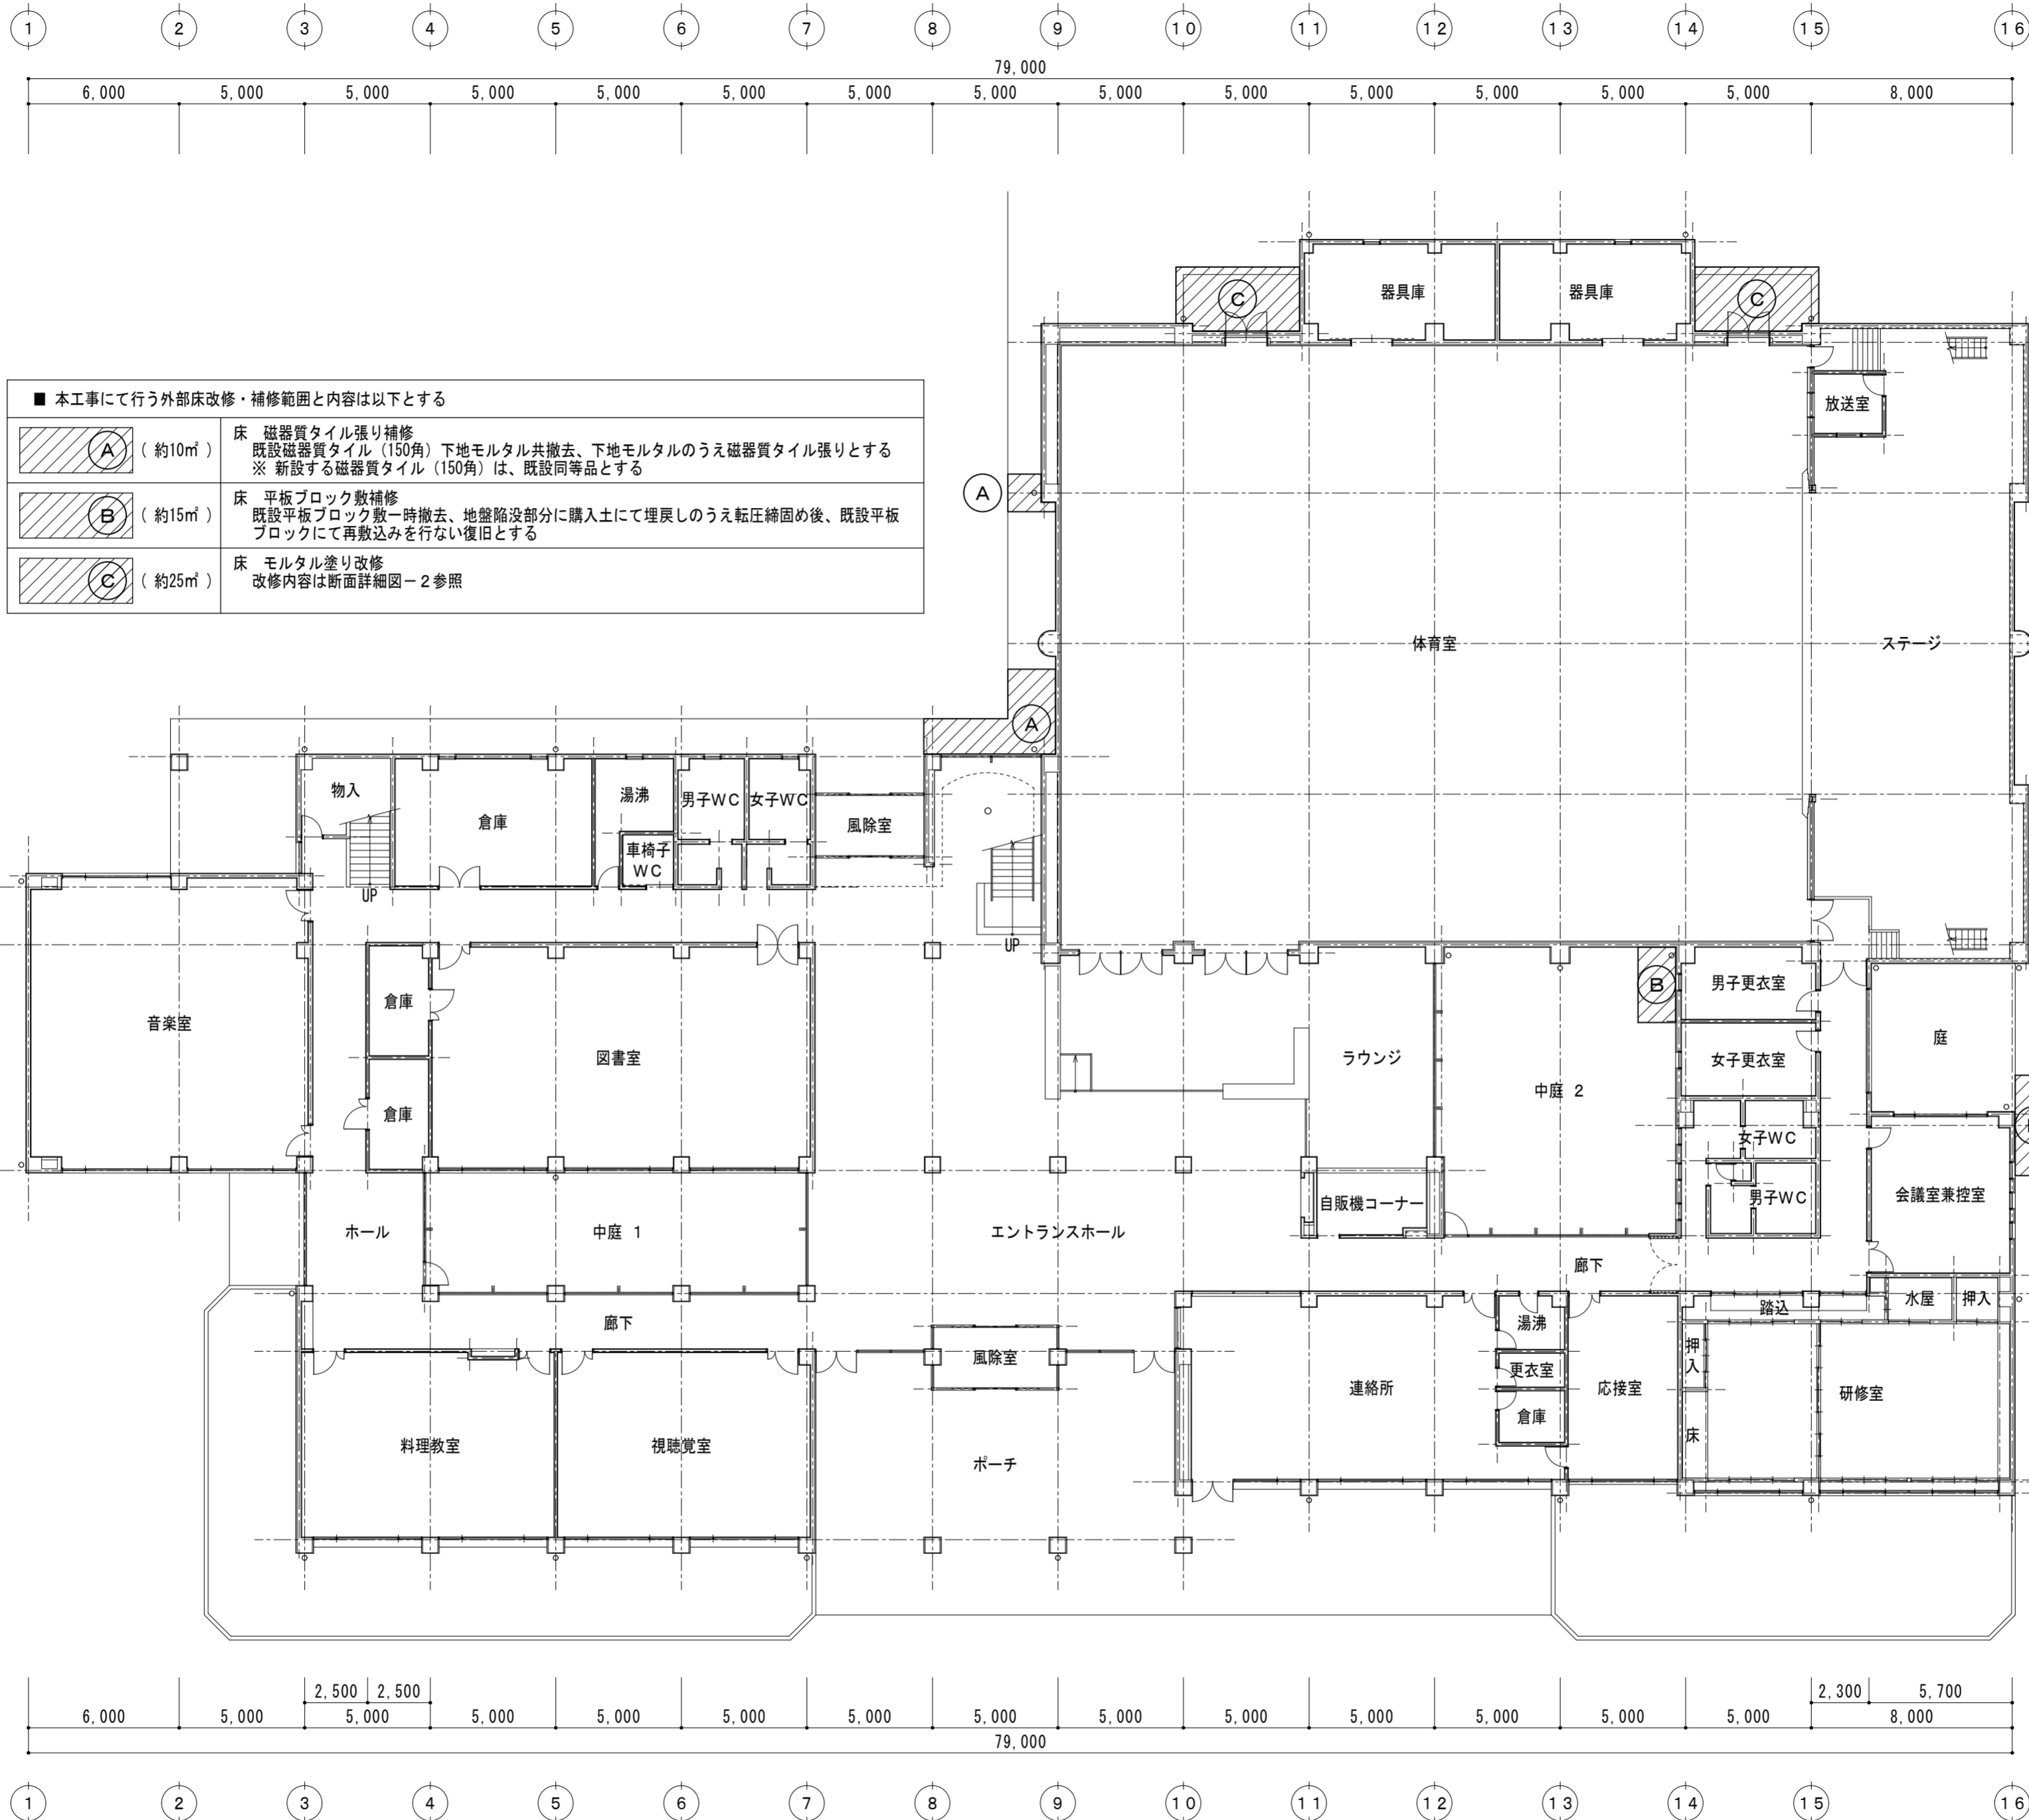 1 2 3 4 5 6 7 8 9 10 11 12 13 14 15 16
79,000
6,000 5,000 5,000 5,000 5,000 5,000 5,000 5,000 5,000 5,000 5,000 5,000 5,000 5,000 8,000
器具庫 器具庫
C C
放送室
■ 本工事にて行う外部床改修・補修範囲と内容は以下とする
A (約10㎡)
床 磁器質タイル張り補修
既設磁器質タイル（150角）下地モルタル共撤去、下地モルタルのうえ磁器質タイル張りとする
※ 新設する磁器質タイル（150角）は、既設同等品とする
B (約15㎡)
床 平板ブロック敷補修
既設平板ブロック敷一時撤去、地盤陥没部分に購入土にて埋戻しのうえ転圧締固め後、既設平板
ブロックにて再敷込みを行ない復旧とする
C (約25㎡)
床 モルタル塗り改修
改修内容は断面詳細図－２参照
A
体育室 ステージ
A
物入 倉庫 湯沸 男子WC 女子WC 風除室
車椅子
WC
UP
UP
倉庫
音楽室 図書室 ラウンジ
倉庫
B
男子更衣室
女子更衣室
庭
中庭 2
女子WC
男子WC
会議室兼控室
自販機コーナー
ホール 中庭 1 エントランスホール
廊下
廊下
踏込 水屋 押入
湯沸
風除室
更衣室
押
入
連絡所 応接室 研修室
倉庫
床
料理教室 視聴覚室 ポーチ
2,500 2,500 2,300 5,700
6,000 5,000 5,000 5,000 5,000 5,000 5,000 5,000 5,000 5,000 5,000 5,000 5,000 5,000 8,000
79,000
1 2 3 4 5 6 7 8 9 10 11 12 13 14 15 16